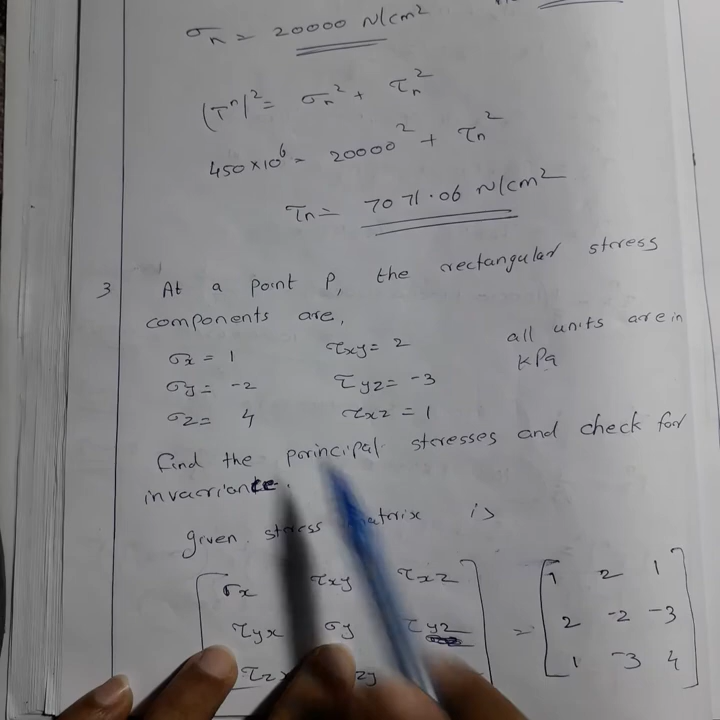 σn = 20000 N/cm²
(Tⁿ)² = σn² + τn²
450×10⁶ = 20000² + τn²
τn = 7071.06 N/cm²
3 At a point P, the rectangular stress
components are,
σx = 1 τxy = 2 all units are in
σy = -2 τyz = -3 kPa
σz = 4 τxz = 1
Find the principal stresses and check for
invariance.
given stress matrix is
[ σx τxy τxz ] [ 1 2 1 ]
[ τyx σy τyz ] = [ 2 -2 -3 ]
[ 1 -3 4 ]